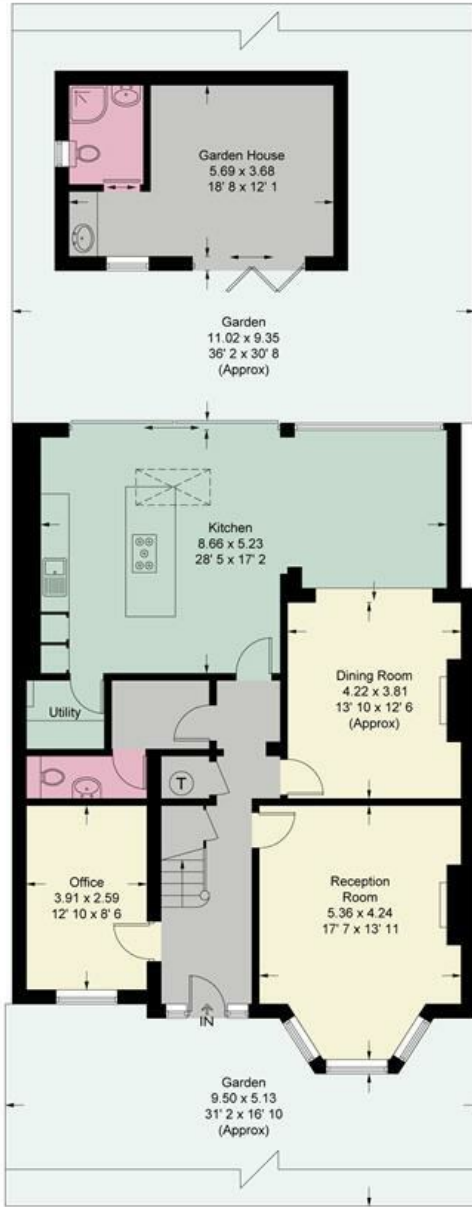 Garden House
5.69 x 3.68
18' 8 x 12' 1
Garden
11.02 x 9.35
36' 2 x 30' 8
(Approx)
Kitchen
8.66 x 5.23
28' 5 x 17' 2
Dining Room
4.22 x 3.81
13' 10 x 12' 6
(Approx)
Utility
T
Office
3.91 x 2.59
12' 10 x 8' 6
Reception
Room
5.36 x 4.24
17' 7 x 13' 11
IN
Garden
9.50 x 5.13
31' 2 x 16' 10
(Approx)